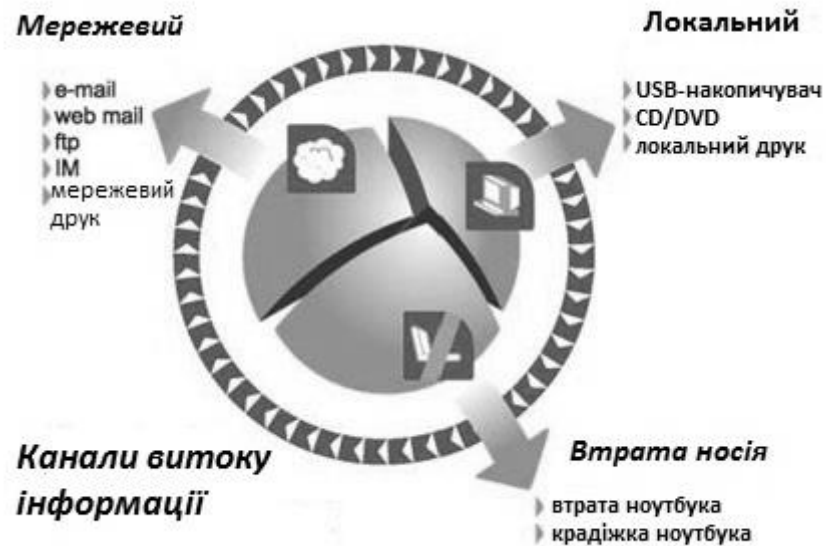 Мережевий
e-mail
web mail
ftp
IM
мережевий
друк
Локальний
USB-накопичувач
CD/DVD
локальний друк
Канали витоку
інформації
Втрата носія
втрата ноутбука
крадіжка ноутбука